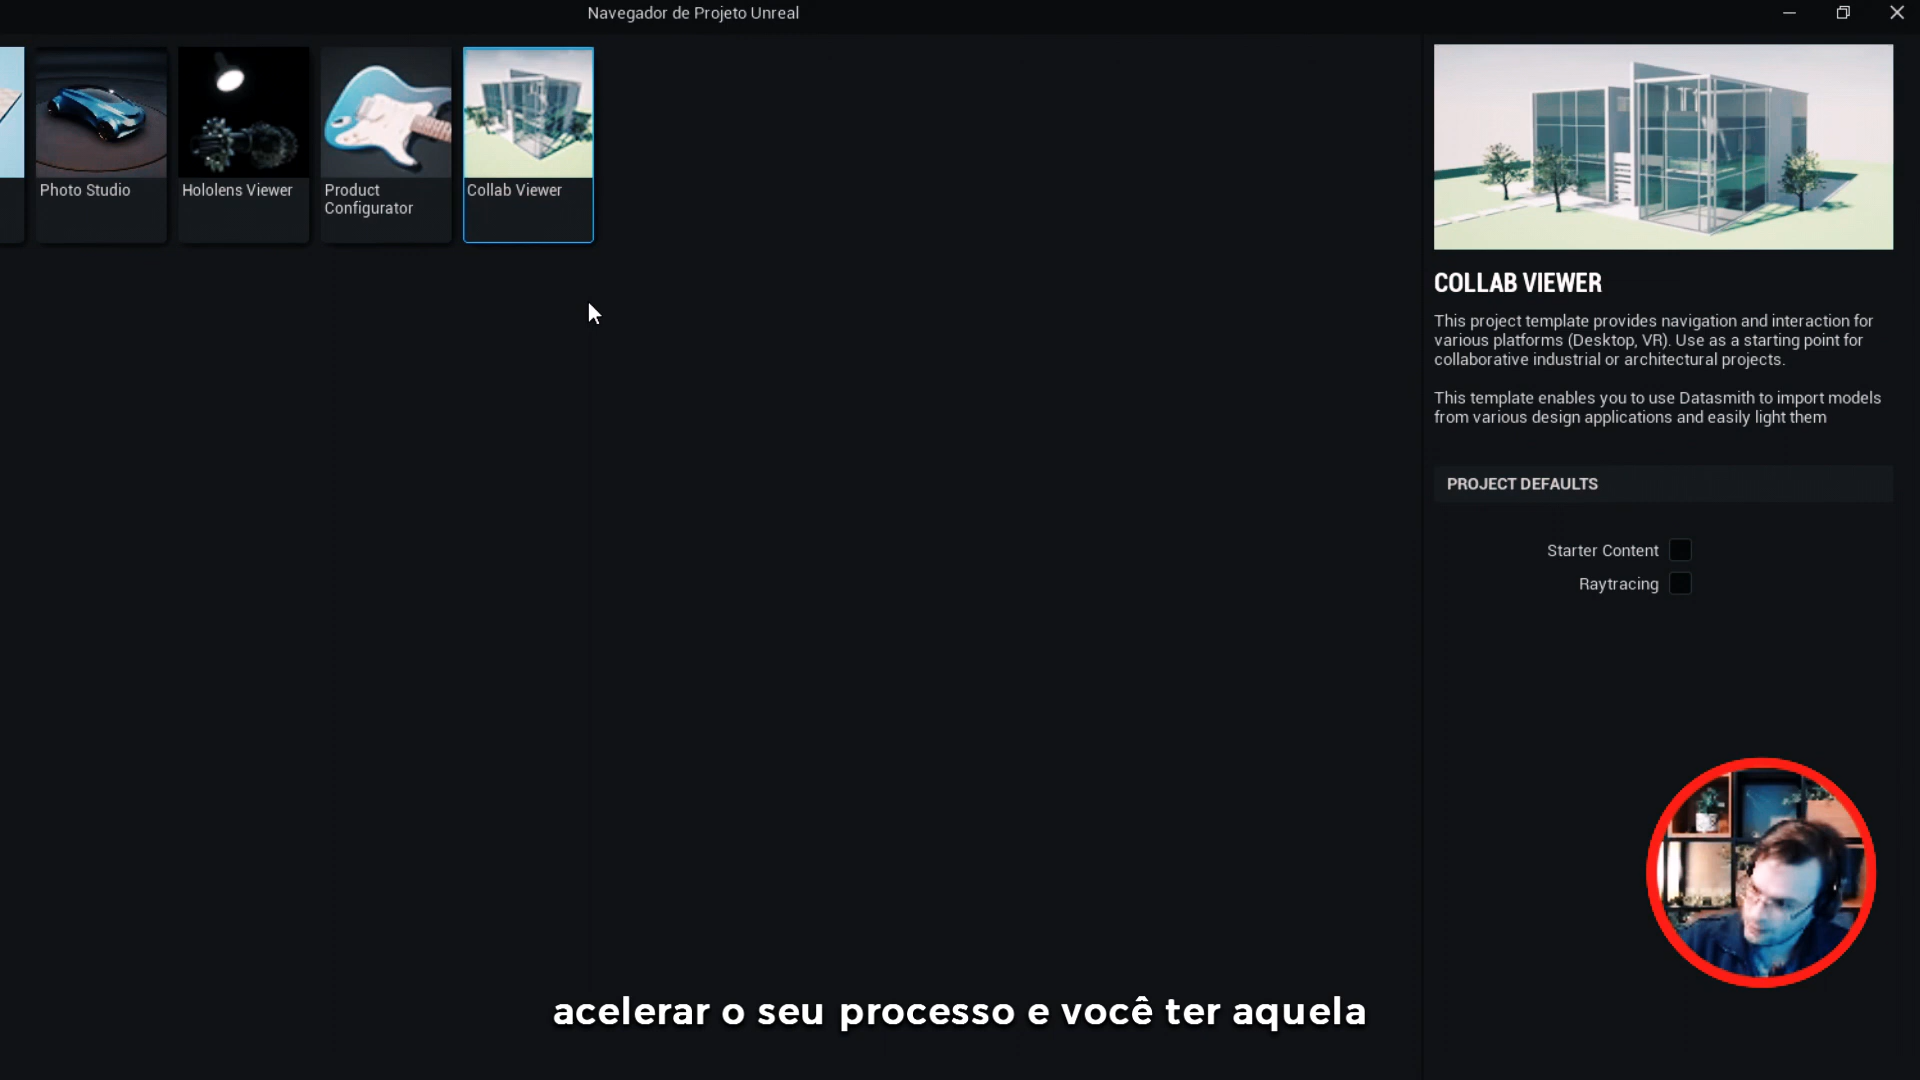 Navegador de Projeto Unreal
Photo Studio
Hololens Viewer
Product
Configurator
Collab Viewer
COLLAB VIEWER
This project template provides navigation and interaction for
various platforms (Desktop, VR). Use as a starting point for
collaborative industrial or architectural projects.
This template enables you to use Datasmith to import models
from various design applications and easily light them
PROJECT DEFAULTS
Starter Content
Raytracing
acelerar o seu processo e você ter aquela